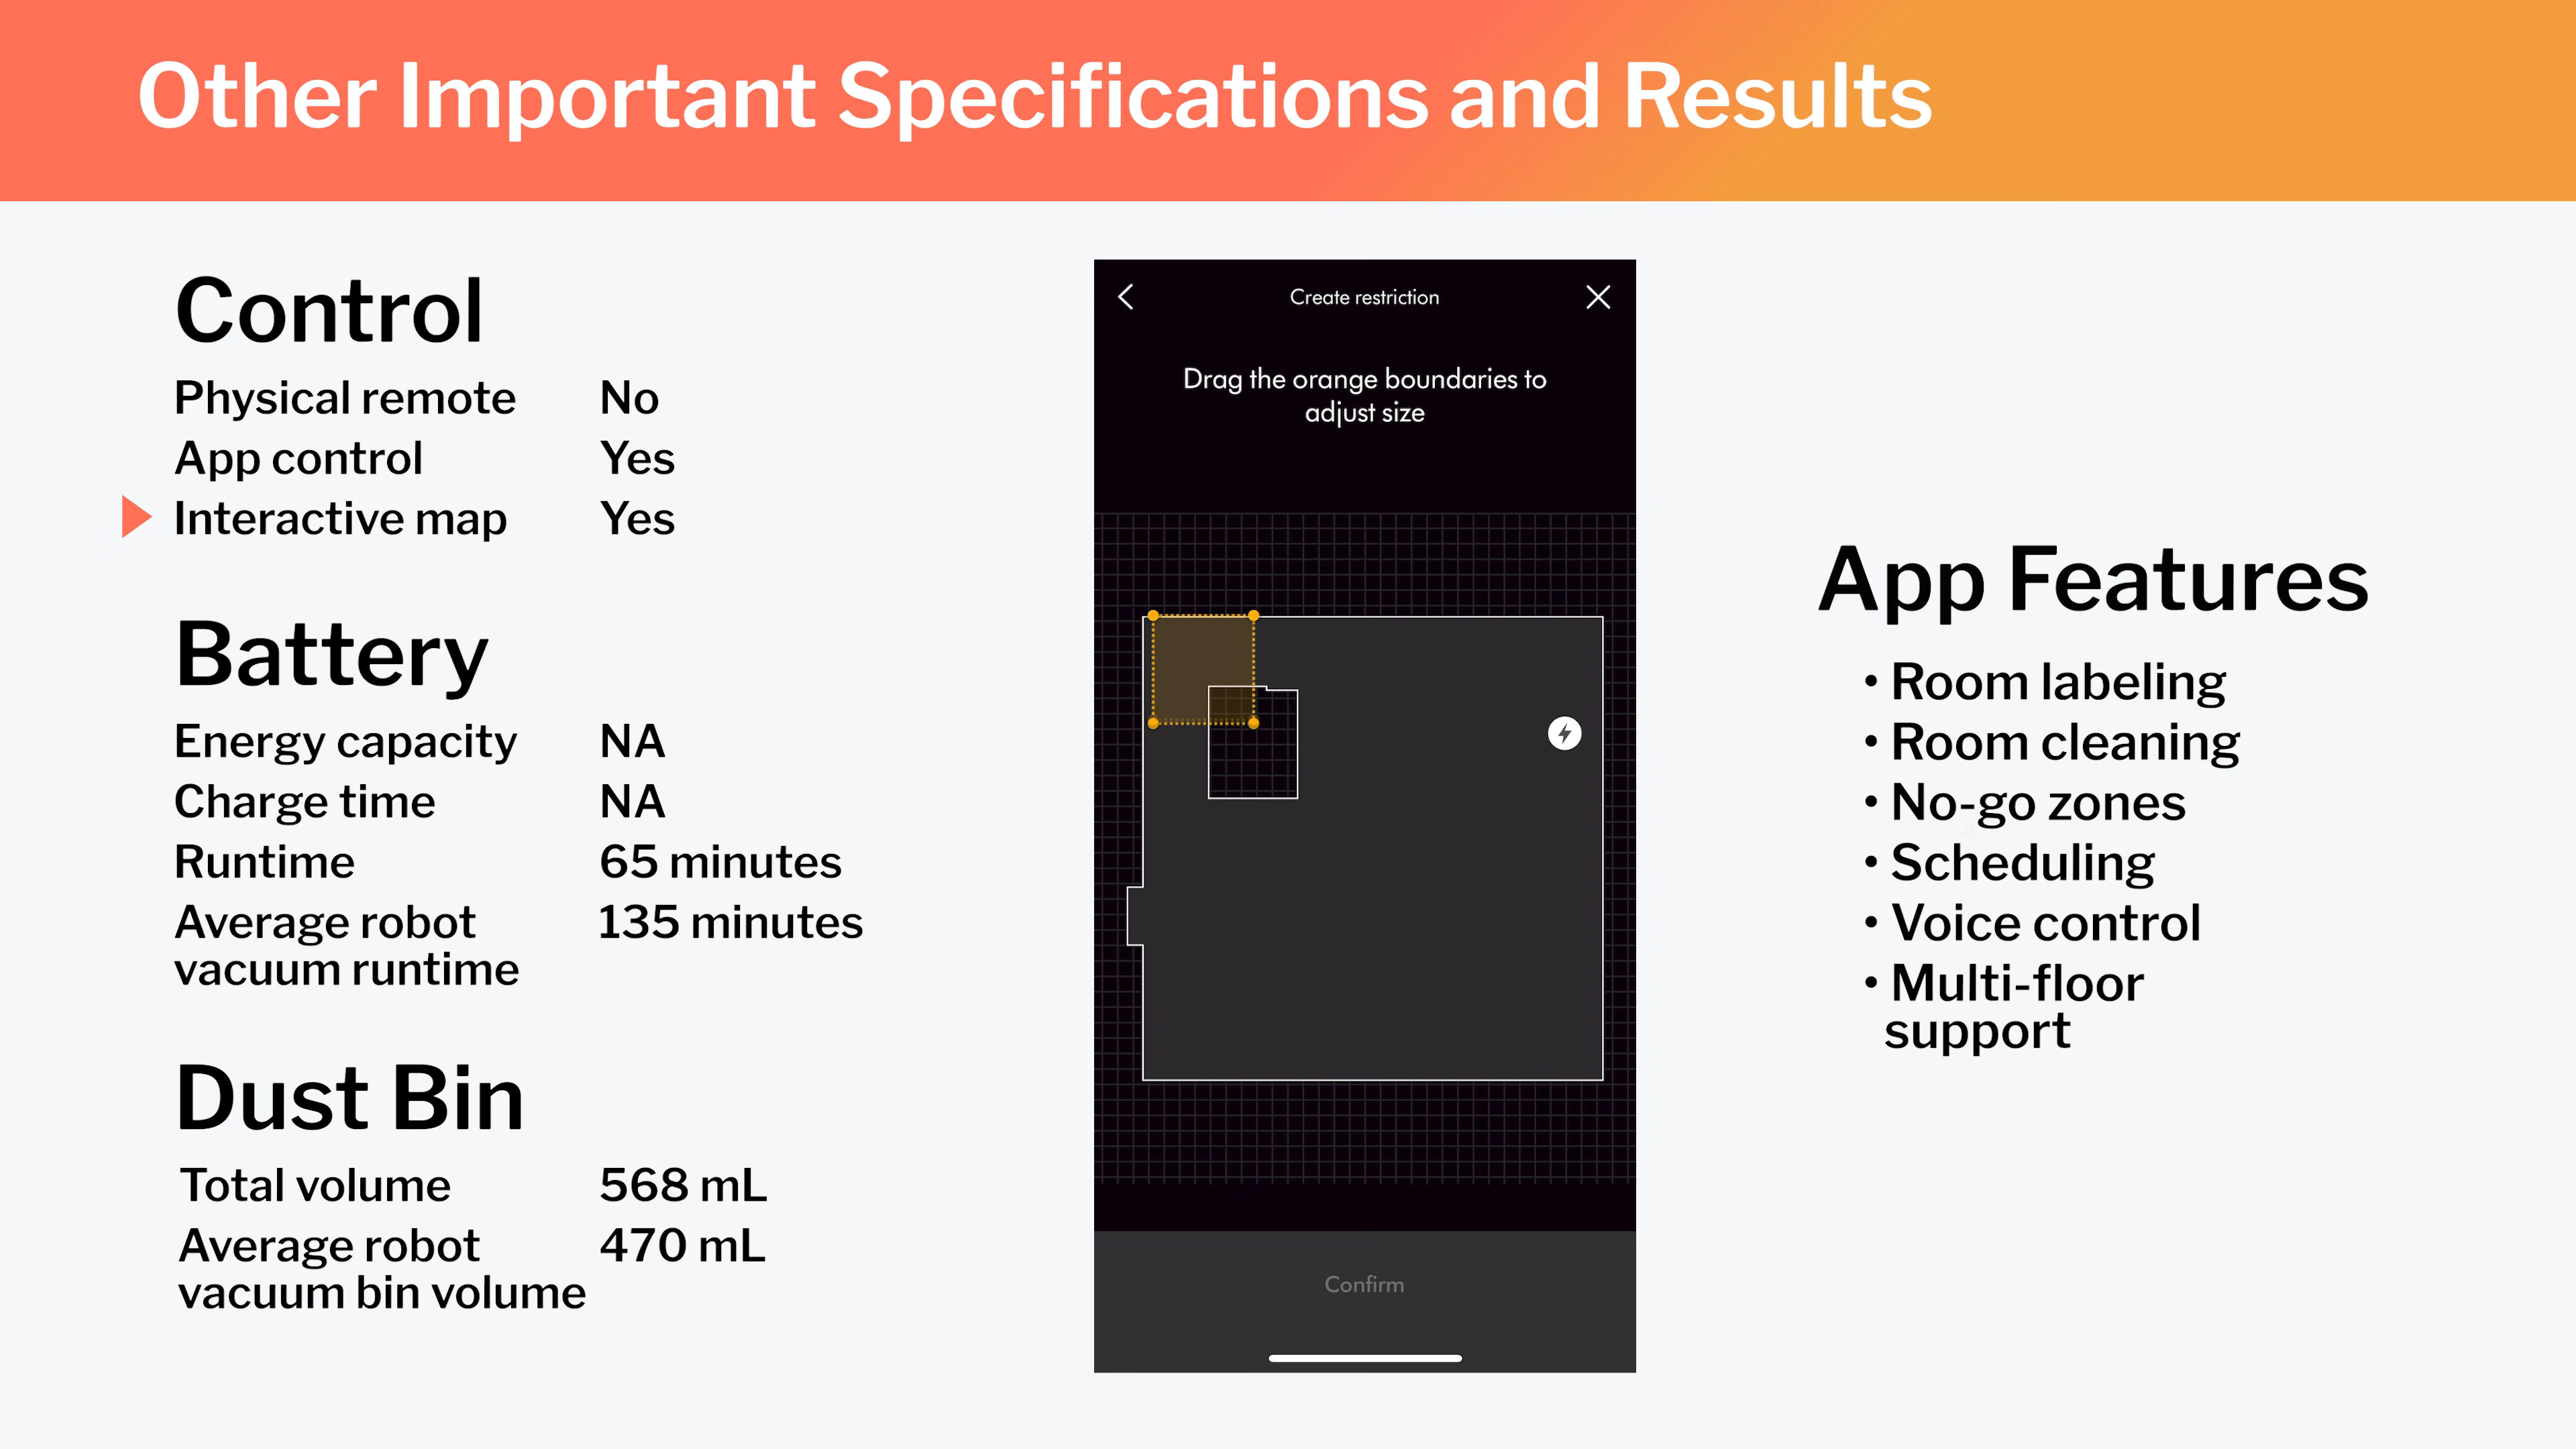 Other Important Specifications and Results
Control
Physical remote No
App control Yes
Interactive map Yes
Battery
Energy capacity NA
Charge time NA
Runtime 65 minutes
Average robot 135 minutes
vacuum runtime
Dust Bin
Total volume 568 mL
Average robot 470 mL
vacuum bin volume
Create restriction
Drag the orange boundaries to
adjust size
Confirm
App Features
• Room labeling
• Room cleaning
• No-go zones
• Scheduling
• Voice control
• Multi-floor
support